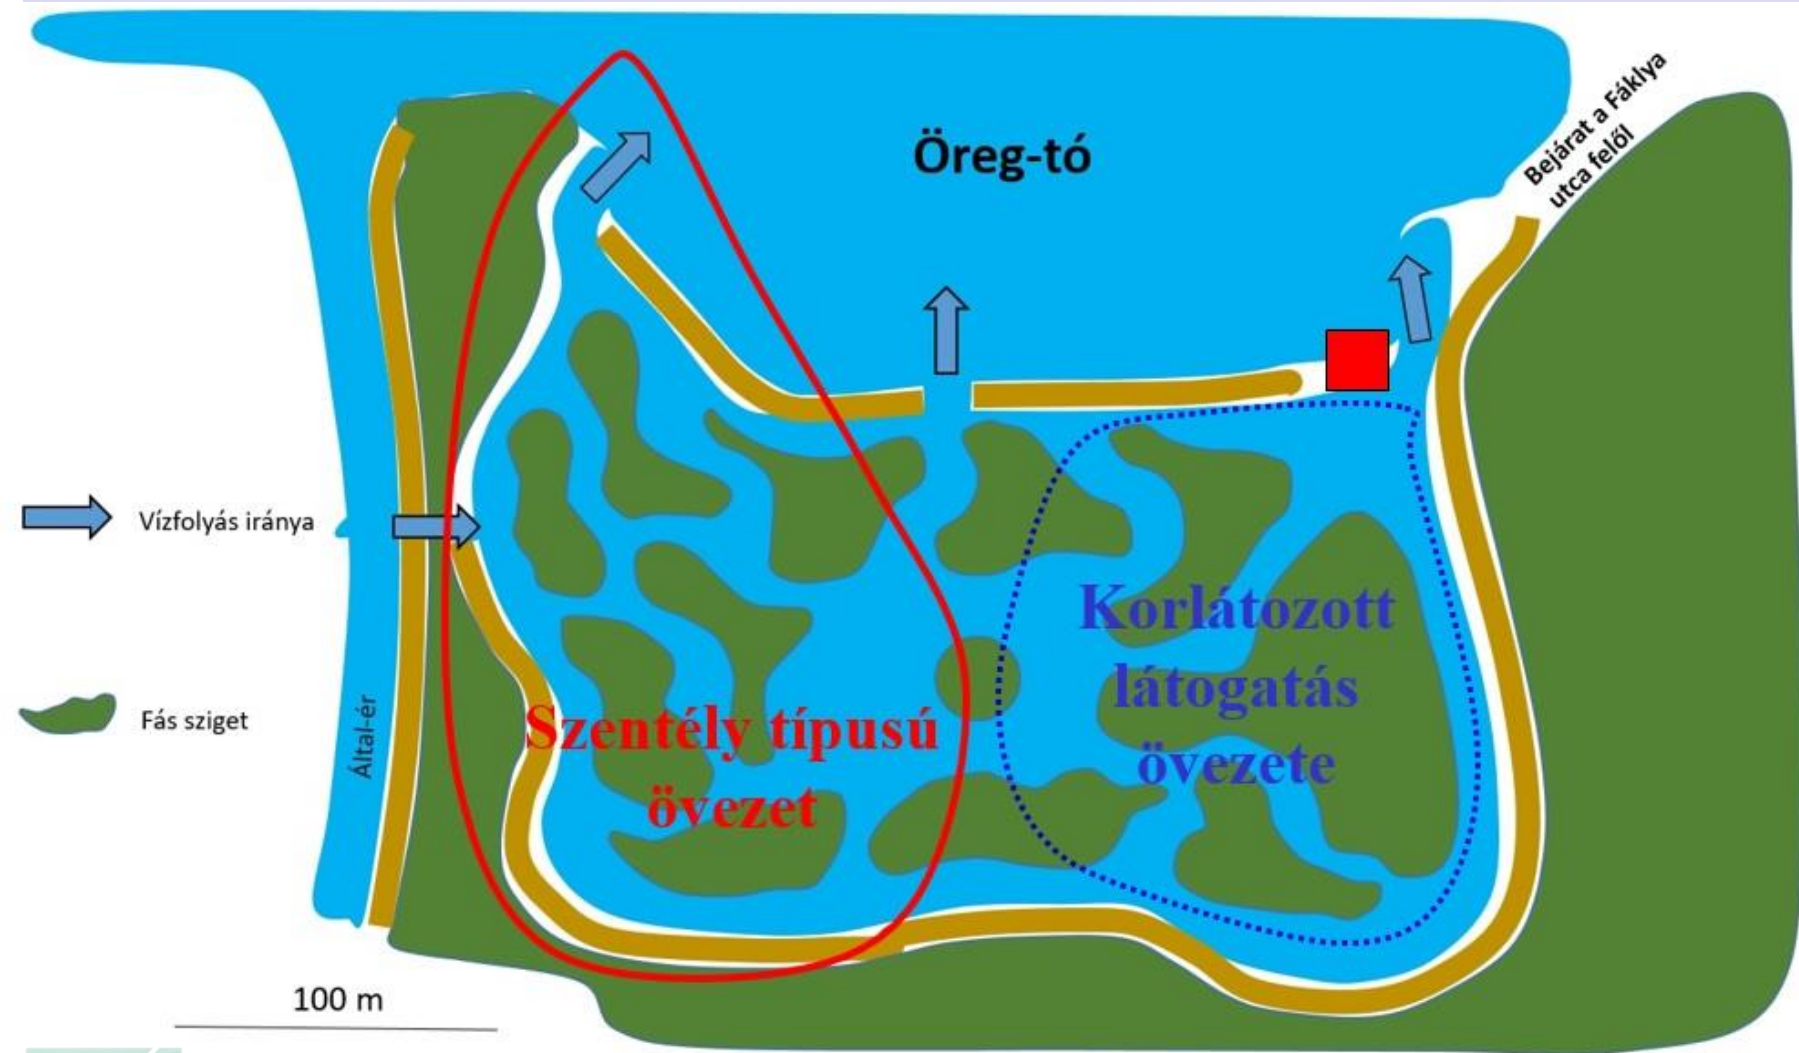 Bejárat a Fáklya
utca felől
Öreg-tó
Vízfolyás iránya
Fás sziget
Által-ér
Szentély típusú
övezet
Korlátozott
látogatás
övezete
100 m